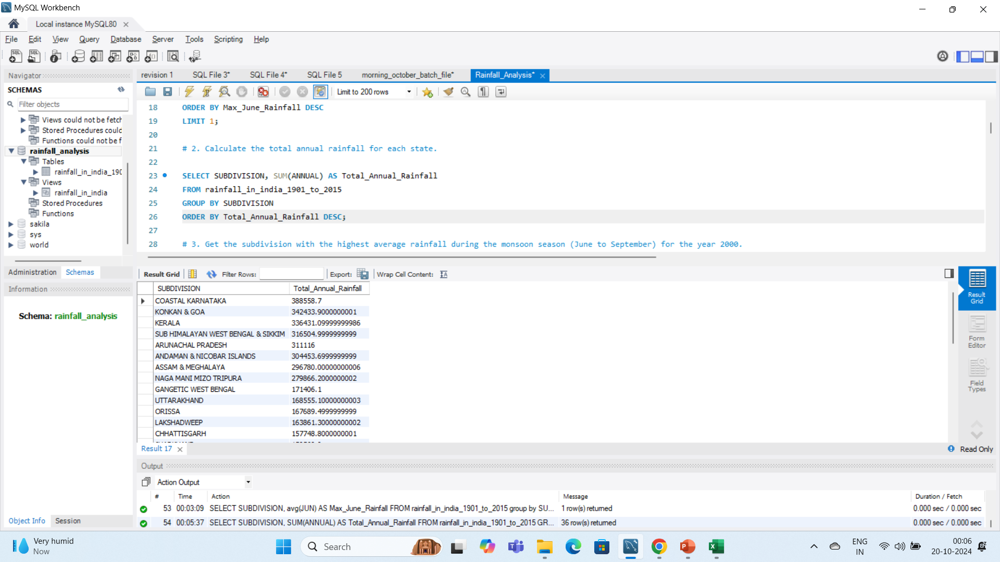 MySQL Workbench
Local instance MySQL80
File Edit View Query Database Server Tools Scripting Help
Navigator
SCHEMAS
Filter objects
Views could not be fetch
Stored Procedures could
Functions could not be f
rainfall_analysis
Tables
rainfall_in_india_190
Views
rainfall_in_india
Stored Procedures
Functions
sakila
sys
world
Administration Schemas
Information
Schema: rainfall_analysis
Object Info Session
revision 1 SQL File 3* SQL File 4* SQL File 5 morning_october_batch_file* Rainfall_Analysis*
Limit to 200 rows
18 ORDER BY Max_June_Rainfall DESC
19 LIMIT 1;
20
21 # 2. Calculate the total annual rainfall for each state.
22
23 SELECT SUBDIVISION, SUM(ANNUAL) AS Total_Annual_Rainfall
24 FROM rainfall_in_india_1901_to_2015
25 GROUP BY SUBDIVISION
26 ORDER BY Total_Annual_Rainfall DESC;
27
28 # 3. Get the subdivision with the highest average rainfall during the monsoon season (June to September) for the year 2000.
Result Grid Filter Rows: Export: Wrap Cell Content:
SUBDIVISION Total_Annual_Rainfall
COASTAL KARNATAKA 388558.7
KONKAN & GOA 342433.9000000001
KERALA 336431.09999999986
SUB HIMALAYAN WEST BENGAL & SIKKIM 316504.9999999999
ARUNACHAL PRADESH 311116
ANDAMAN & NICOBAR ISLANDS 304453.6999999999
ASSAM & MEGHALAYA 296780.00000000006
NAGA MANI MIZO TRIPURA 279866.2000000002
GANGETIC WEST BENGAL 171406.1
UTTARAKHAND 168555.10000000003
ORISSA 167689.4999999999
LAKSHADWEEP 163861.30000000002
CHHATTISGARH 157748.8000000001
Result Grid
Form Editor
Field Types
Result 17
Read Only
Output
Action Output
# Time Action Message Duration / Fetch
53 00:03:09 SELECT SUBDIVISION, avg(JUN) AS Max_June_Rainfall FROM rainfall_in_india_1901_to_2015 group by SU... 1 row(s) returned 0.000 sec / 0.000 sec
54 00:05:37 SELECT SUBDIVISION, SUM(ANNUAL) AS Total_Annual_Rainfall FROM rainfall_in_india_1901_to_2015 GR... 36 row(s) returned 0.000 sec / 0.000 sec
Very humid
Now
Search
ENG
IN
00:06
20-10-2024